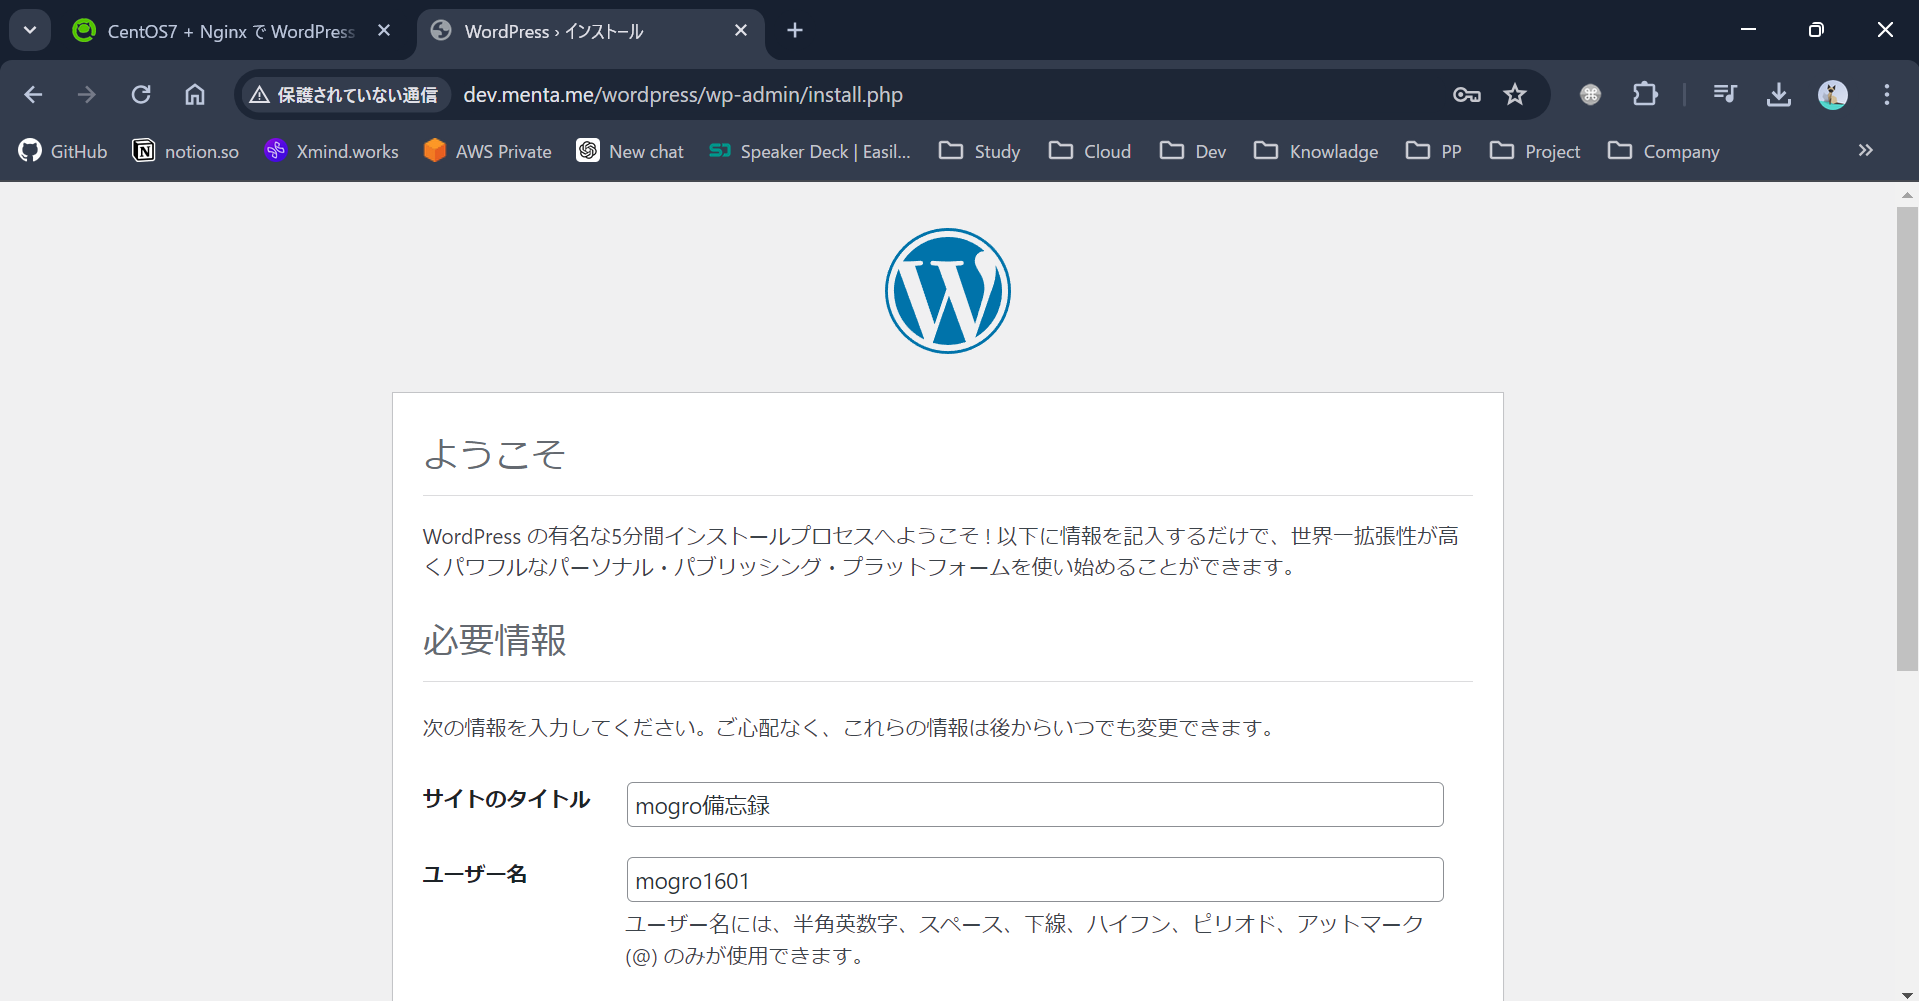 CentOS7 + Nginx で WordPress
WordPress › インストール
保護されていない通信
dev.menta.me/wordpress/wp-admin/install.php
GitHub
notion.so
Xmind.works
AWS Private
New chat
Speaker Deck | Easil...
Study
Cloud
Dev
Knowladge
PP
Project
Company
ようこそ
WordPress の有名な5分間インストールプロセスへようこそ ! 以下に情報を記入するだけで、世界一拡張性が高
くパワフルなパーソナル・パブリッシング・プラットフォームを使い始めることができます。
必要情報
次の情報を入力してください。ご心配なく、これらの情報は後からいつでも変更できます。
サイトのタイトル
mogro備忘録
ユーザー名
mogro1601
ユーザー名には、半角英数字、スペース、下線、ハイフン、ピリオド、アットマーク
(@) のみが使用できます。